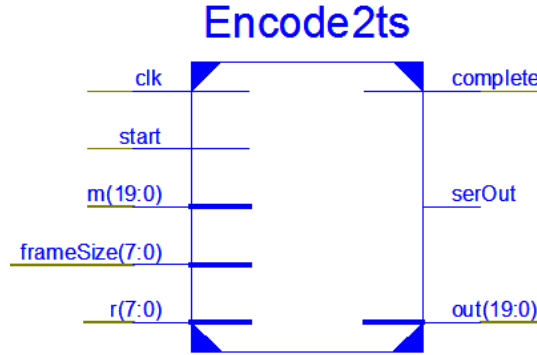 Encode2ts
clk
complete
start
m(19:0)
serOut
frameSize(7:0)
r(7:0)
out(19:0)